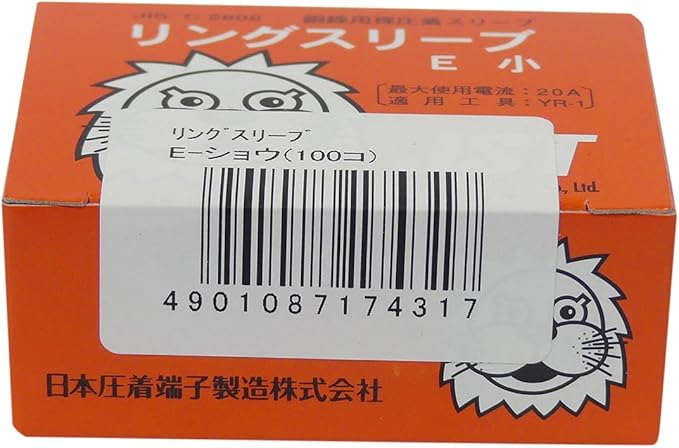 JIS C 2806 銅線用裸圧着スリーブ
リングスリーブ
E 小
[最大使用電流：20A
適用工具：YR-1]
T
o., Ltd.
リングスリーブ
E-ショウ(100コ)
4901087174317
日本圧着端子製造株式会社